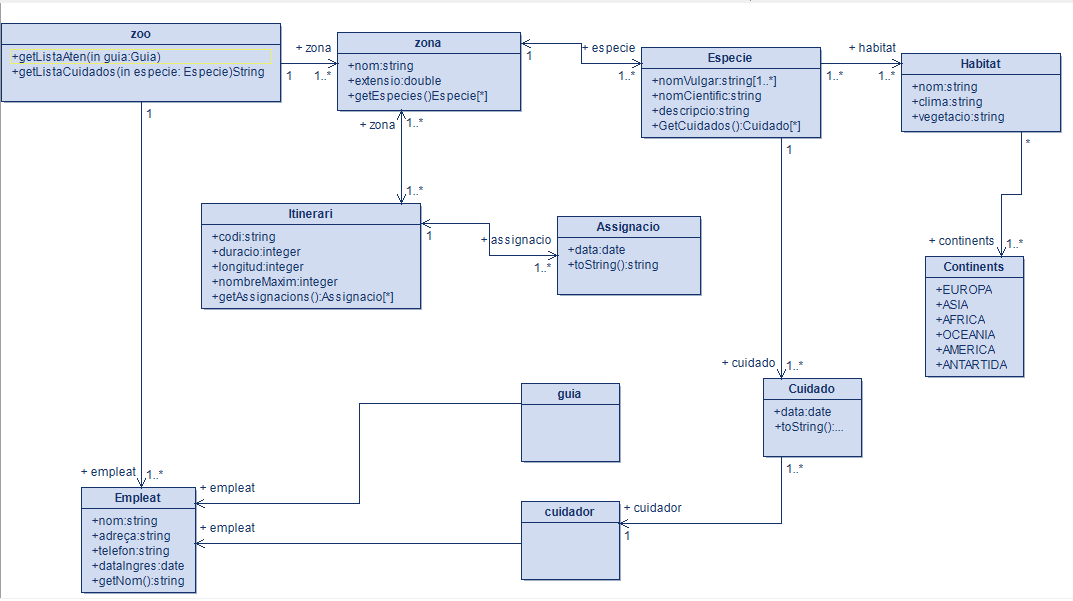 zoo
+getListaAten(in guia:Guia)
+getListaCuidados(in especie: Especie)String
+ zona
1
1..*
zona
+nom:string
+extensio:double
+getEspecies()Especie[*]
1
+ especie
1..*
Especie
+nomVulgar:string[1..*]
+nomCientific:string
+descripcio:string
+GetCuidados():Cuidado[*]
+ habitat
1..*
1..*
Habitat
+nom:string
+clima:string
+vegetacio:string
1
+ zona
1..*
1..*
1
*
Itinerari
+codi:string
+duracio:integer
+longitud:integer
+nombreMaxim:integer
+getAssignacions():Assignacio[*]
1
+ assignacio
1..*
Assignacio
+data:date
+toString():string
+ continents
1..*
Continents
+EUROPA
+ASIA
+AFRICA
+OCEANIA
+AMERICA
+ANTARTIDA
+ cuidado
1..*
Cuidado
+data:date
+toString():...
1..*
guia
+ empleat
1..*
Empleat
+nom:string
+adreça:string
+telefon:string
+dataIngres:date
+getNom():string
+ empleat
+ empleat
cuidador
+ cuidador
1